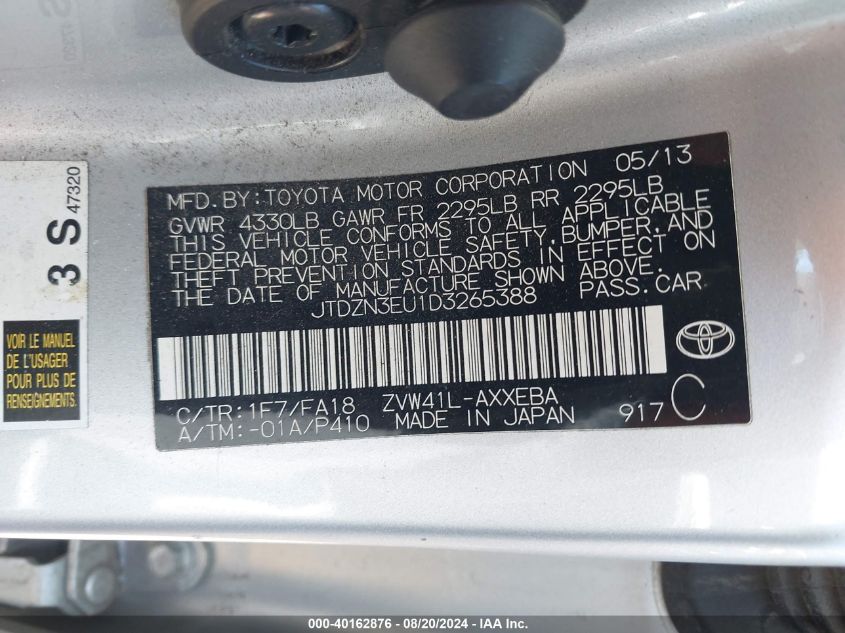 MFD. BY: TOYOTA MOTOR CORPORATION 05/13
GVWR 4330LB GAWR FR 2295LB RR 2295LB
THIS VEHICLE CONFORMS TO ALL APPLICABLE
FEDERAL MOTOR VEHICLE SAFETY, BUMPER, AND
THEFT PREVENTION STANDARDS IN EFFECT ON
THE DATE OF MANUFACTURE SHOWN ABOVE.
JTDZN3EU1D3265388 PASS. CAR
C/TR: 1F7/FA18 ZVW41L-AXXEBA
A/TM: -01A/P410 MADE IN JAPAN 917 C
3 S 47320
VOIR LE MANUEL
DE L'USAGER
POUR PLUS DE
RENSEIGNEMENTS.
000-40162876 | 08/20/2024 - IAA Inc.